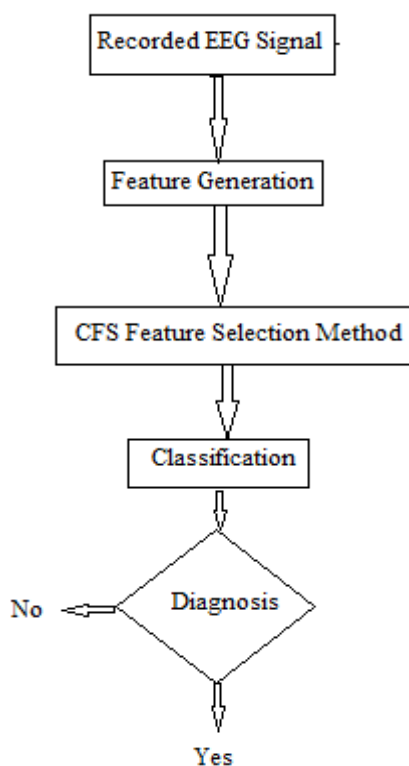 Recorded EEG Signal
Feature Generation
CFS Feature Selection Method
Classification
Diagnosis
No
Yes